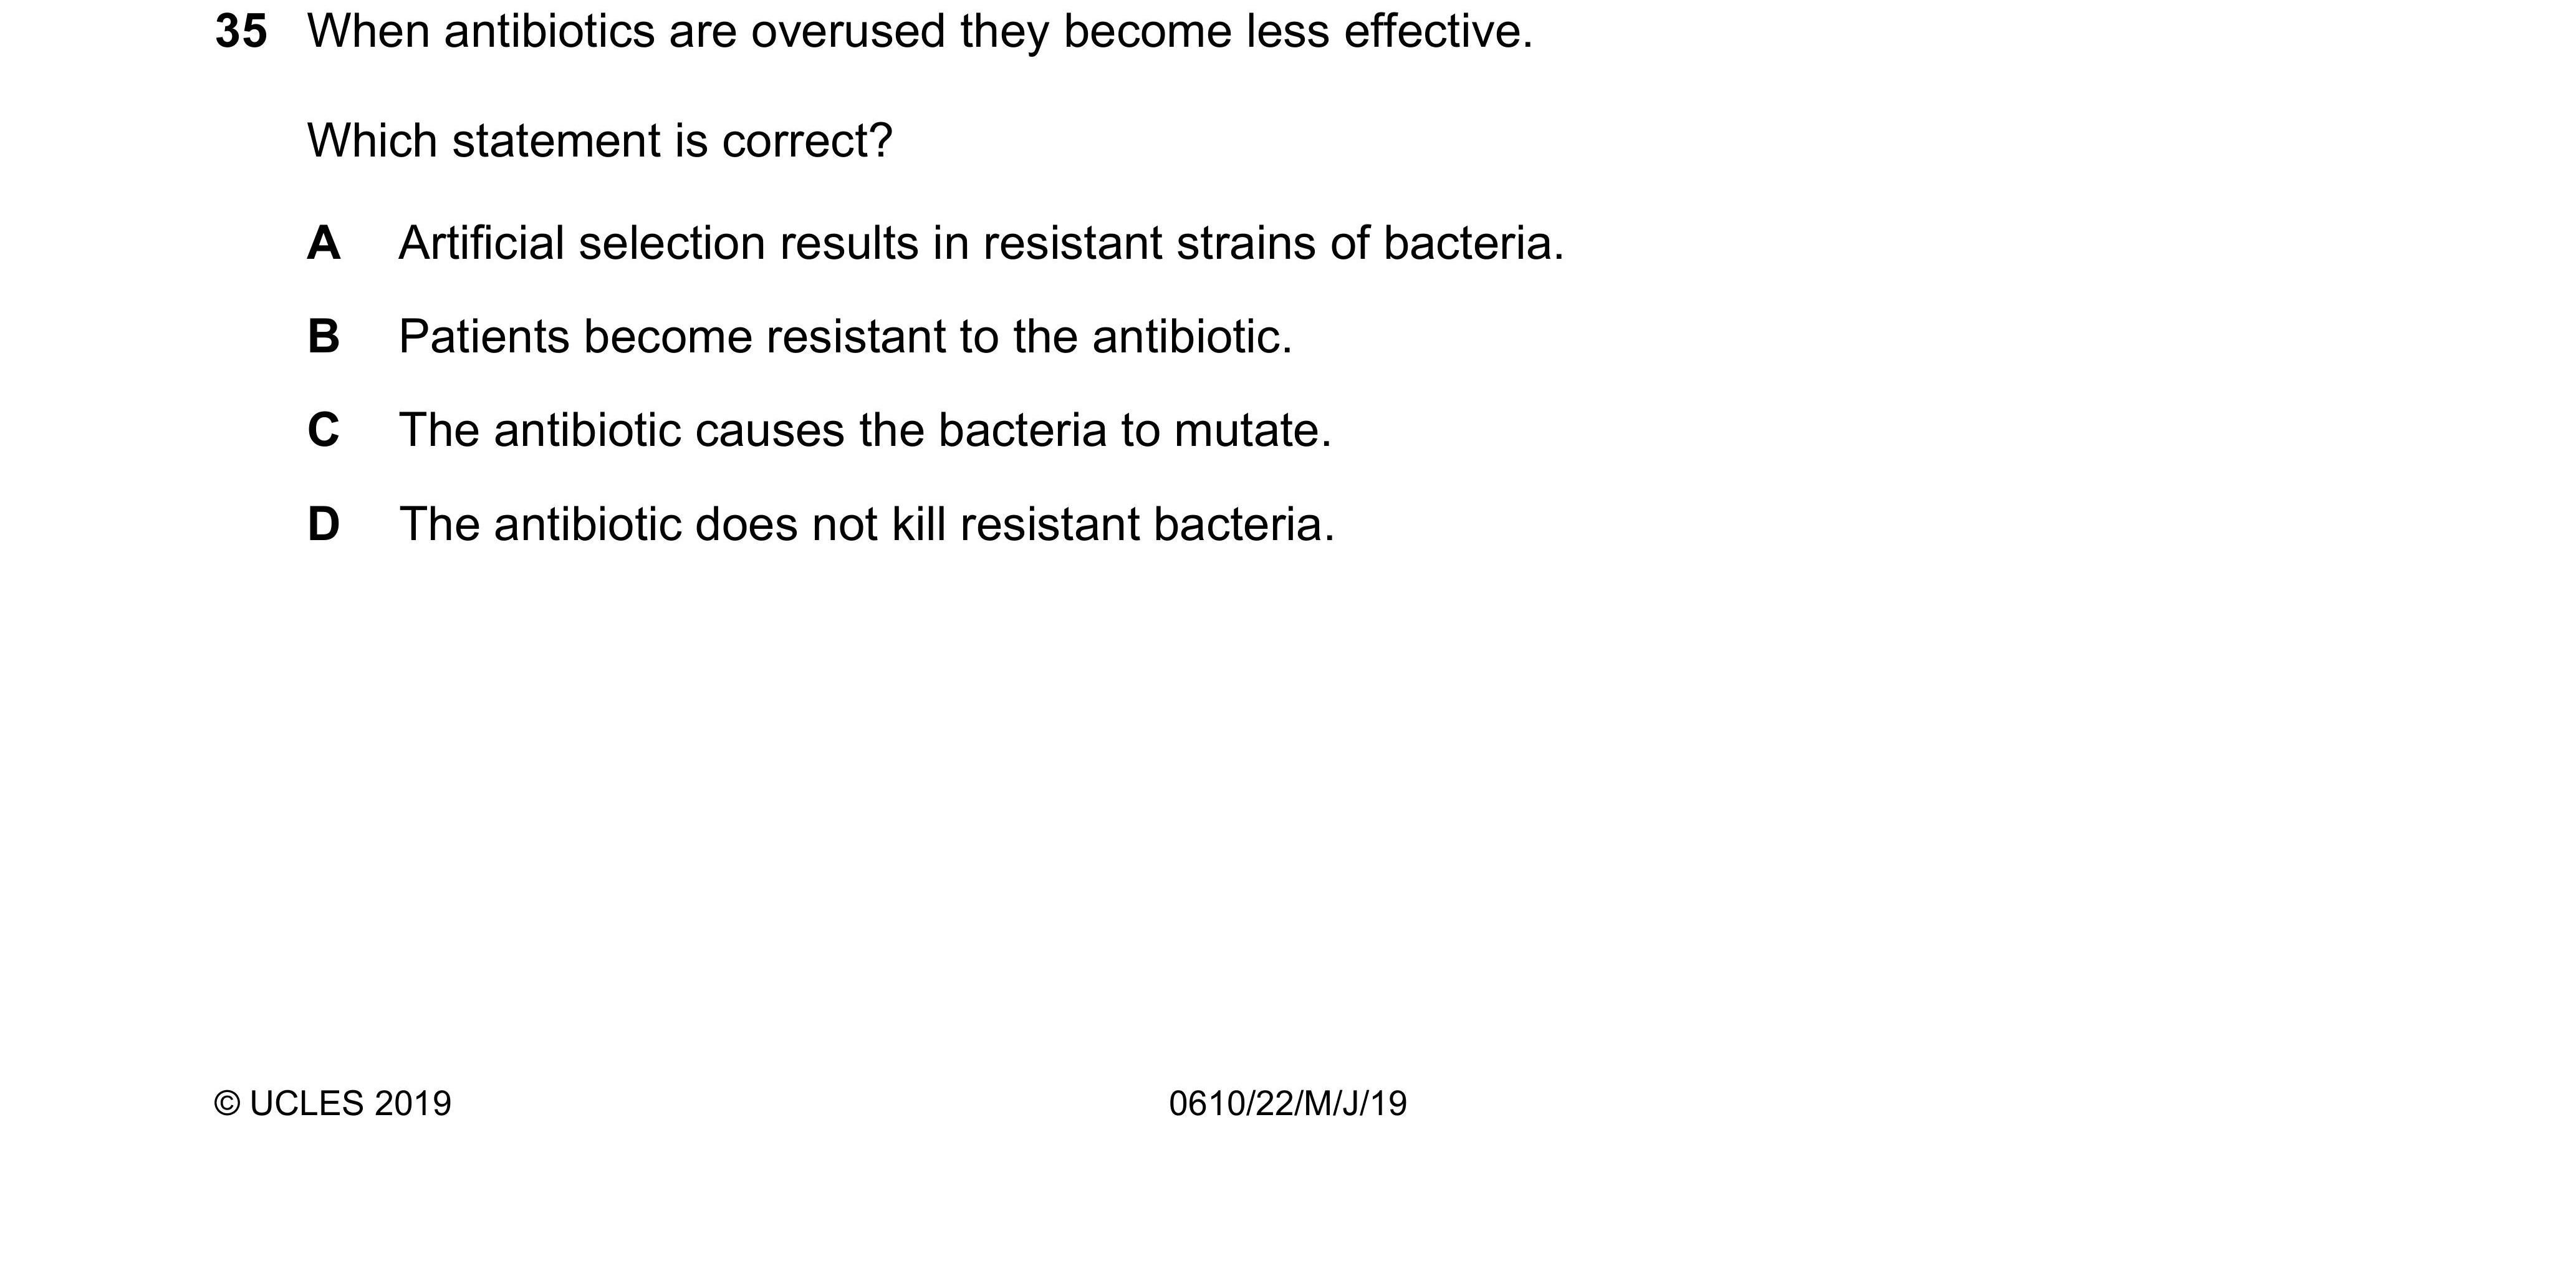 35 When antibiotics are overused they become less effective.
Which statement is correct?
A Artificial selection results in resistant strains of bacteria.
B Patients become resistant to the antibiotic.
C The antibiotic causes the bacteria to mutate.
D The antibiotic does not kill resistant bacteria.
© UCLES 2019 0610/22/M/J/19